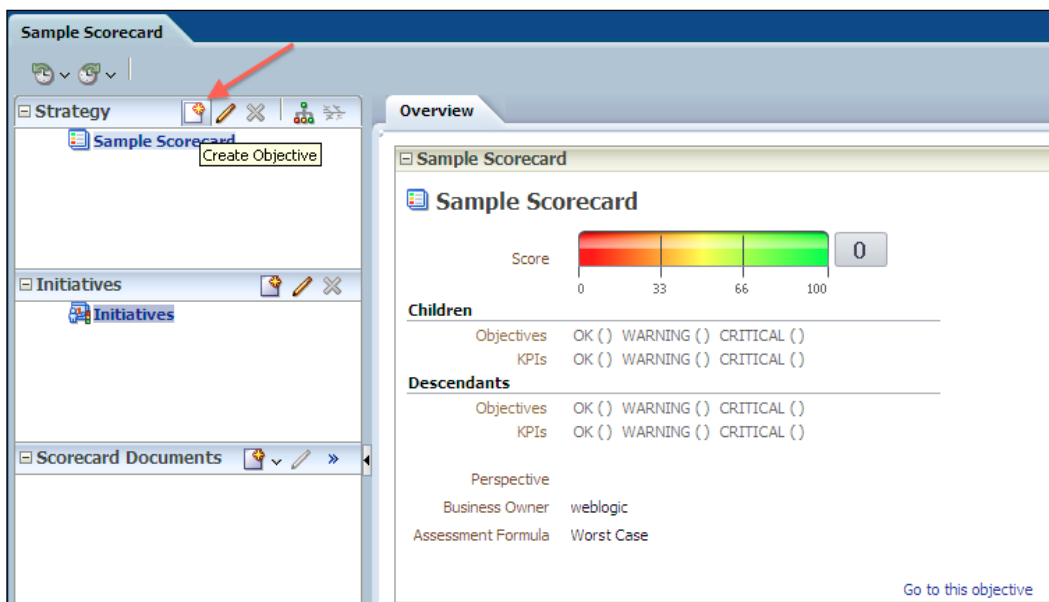 Sample Scorecard
Strategy
Sample Scorecard
Create Objective
Initiatives
Initiatives
Scorecard Documents
»
Overview
Sample Scorecard
Sample Scorecard
Score
0
0 33 66 100
Children
Objectives OK ( ) WARNING ( ) CRITICAL ( )
KPIs OK ( ) WARNING ( ) CRITICAL ( )
Descendants
Objectives OK ( ) WARNING ( ) CRITICAL ( )
KPIs OK ( ) WARNING ( ) CRITICAL ( )
Perspective
Business Owner weblogic
Assessment Formula Worst Case
Go to this objective